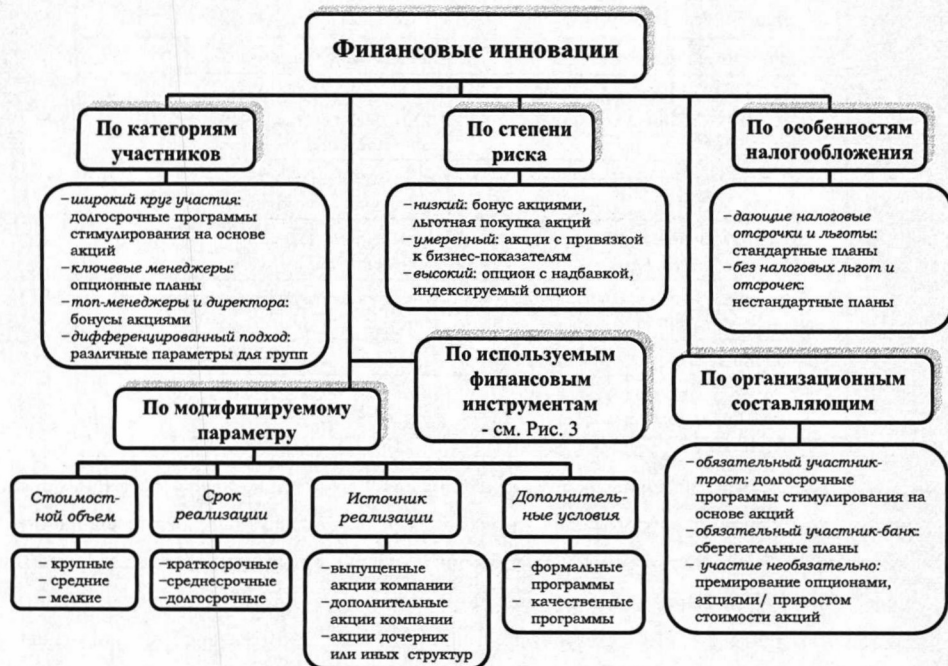 Финансовые инновации
По категориям
участников
–широкий круг участия:
долгосрочные программы
стимулирования на основе
акций
–ключевые менеджеры:
опционные планы
–топ-менеджеры и директора:
бонусы акциями
–дифференцированный подход:
различные параметры для групп
По степени
риска
–низкий: бонус акциями,
льготная покупка акций
–умеренный: акции с привязкой
к бизнес-показателям
–высокий: опцион с надбавкой,
индексируемый опцион
По особенностям
налогообложения
–дающие налоговые
отсрочки и льготы:
стандартные планы
–без налоговых льгот и
отсрочек:
нестандартные планы
По используемым
финансовым
инструментам
- см. Рис. 3
По модифицируемому
параметру
Стоимост-
ной объем
– крупные
– средние
– мелкие
Срок
реализации
–краткосрочные
–среднесрочные
–долгосрочные
Источник
реализации
–выпущенные
акции компании
–дополнительные
акции компании
–акции дочерних
или иных структур
Дополнитель-
ные условия
– формальные
программы
– качественные
программы
По организационным
составляющим
–обязательный участник-
траст: долгосрочные
программы стимулирования на
основе акций
–обязательный участник-банк:
сберегательные планы
– участие необязательно:
премирование опционами,
акциями/ приростом
стоимости акций